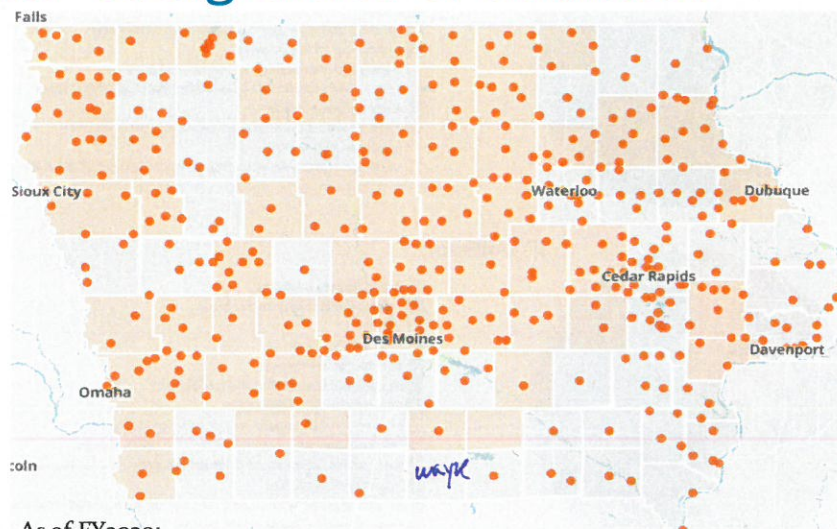 Falls
Sioux City
Waterloo
Dubuque
Cedar Rapids
Des Moines
Davenport
Omaha
coln
wayne